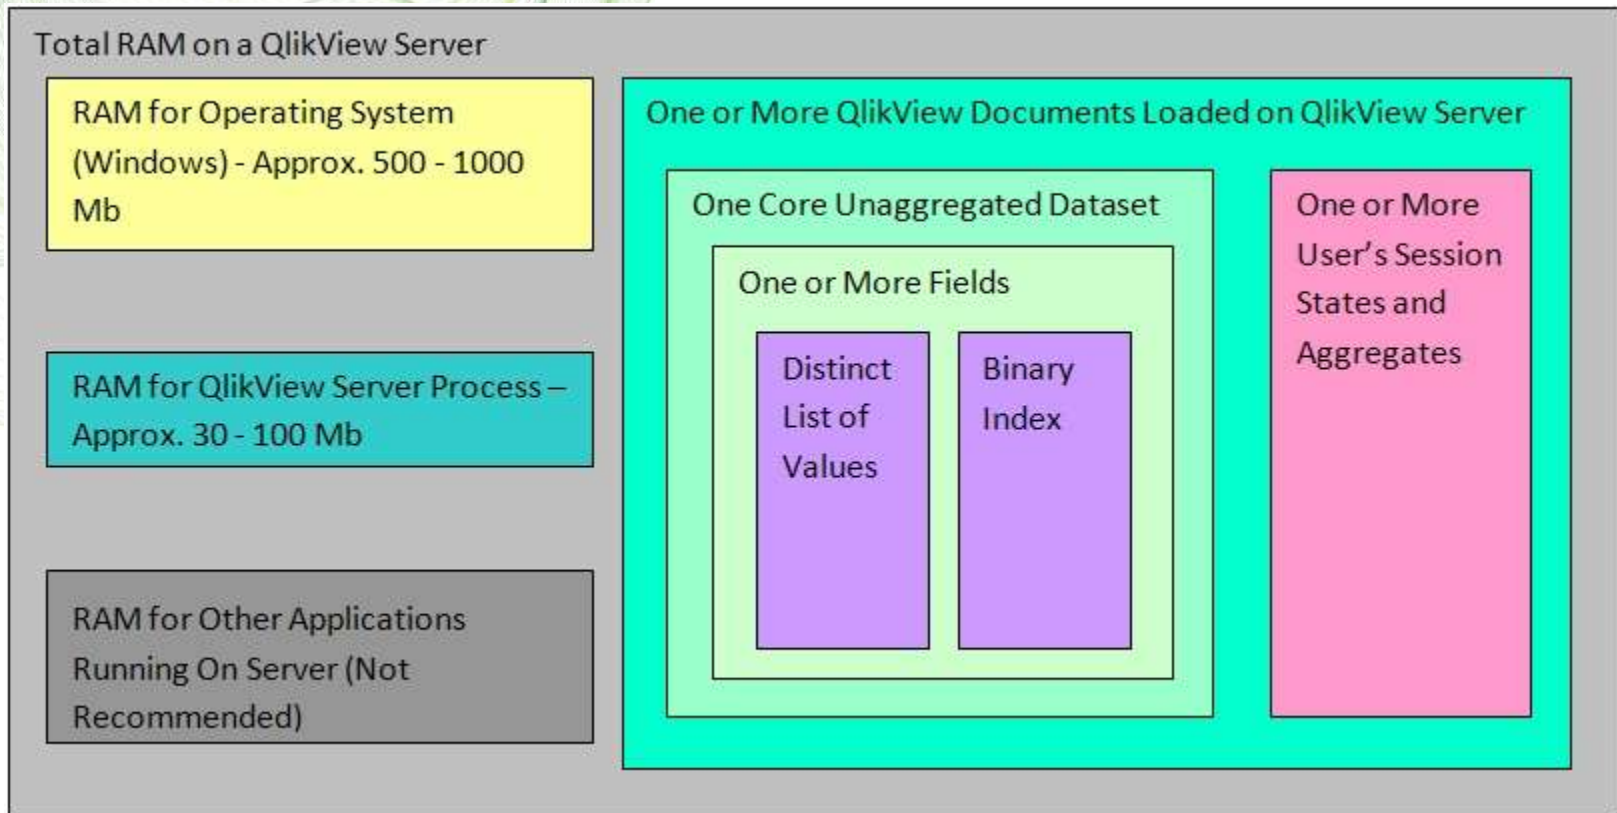 Total RAM on a QlikView Server
RAM for Operating System
(Windows) - Approx. 500 - 1000
Mb
RAM for QlikView Server Process –
Approx. 30 - 100 Mb
RAM for Other Applications
Running On Server (Not
Recommended)
One or More QlikView Documents Loaded on QlikView Server
One Core Unaggregated Dataset
One or More Fields
Distinct
List of
Values
Binary
Index
One or More
User’s Session
States and
Aggregates